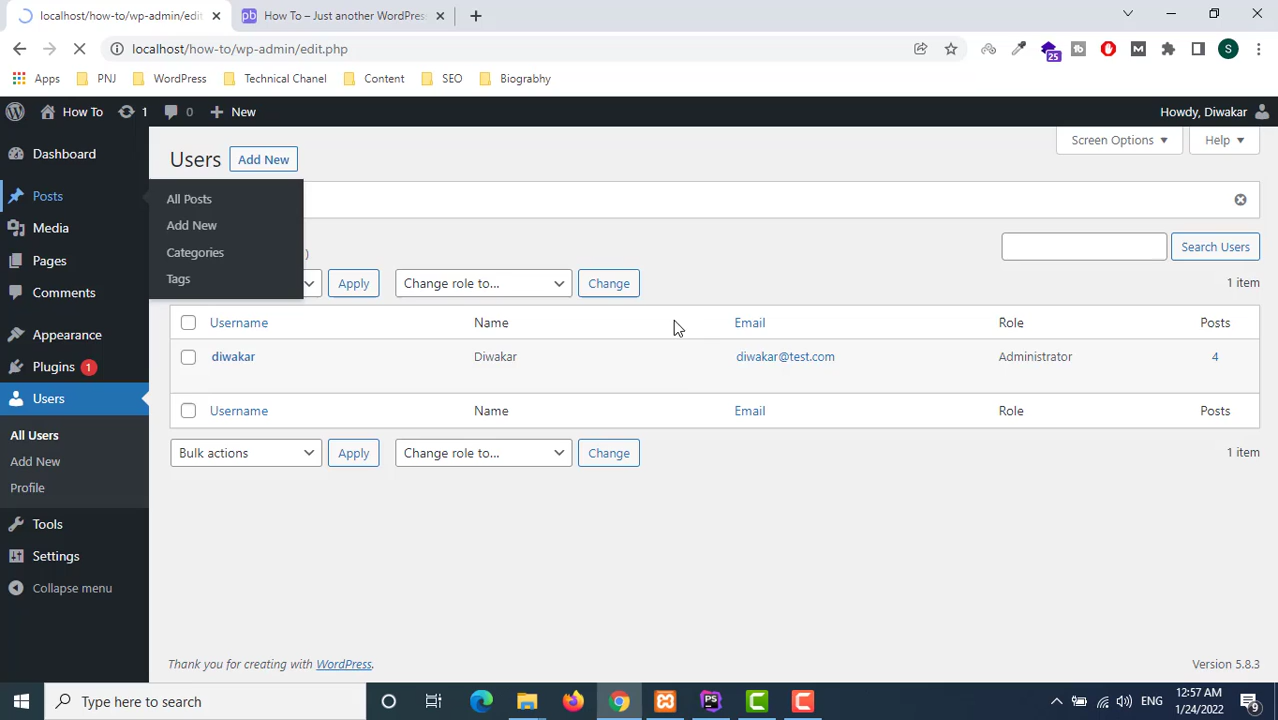 localhost/how-to/wp-admin/edit
How To – Just another WordPress
localhost/how-to/wp-admin/edit.php
25
M
S
Apps
PNJ
WordPress
Technical Chanel
Content
SEO
Biograbhy
How To
1
0
New
Howdy, Diwakar
Dashboard
Posts
Media
Pages
Comments
Appearance
Plugins 1
Users
All Users
Add New
Profile
Tools
Settings
Collapse menu
All Posts
Add New
Categories
Tags
Users
Add New
Screen Options
Help
)
Search Users
Apply
Change role to...
Change
1 item
Username Name Email Role Posts
diwakar Diwakar diwakar@test.com Administrator 4
Username Name Email Role Posts
Bulk actions
Apply
Change role to...
Change
1 item
Thank you for creating with WordPress.
Version 5.8.3
Type here to search
PS
C
C
ENG
12:57 AM
1/24/2022
9